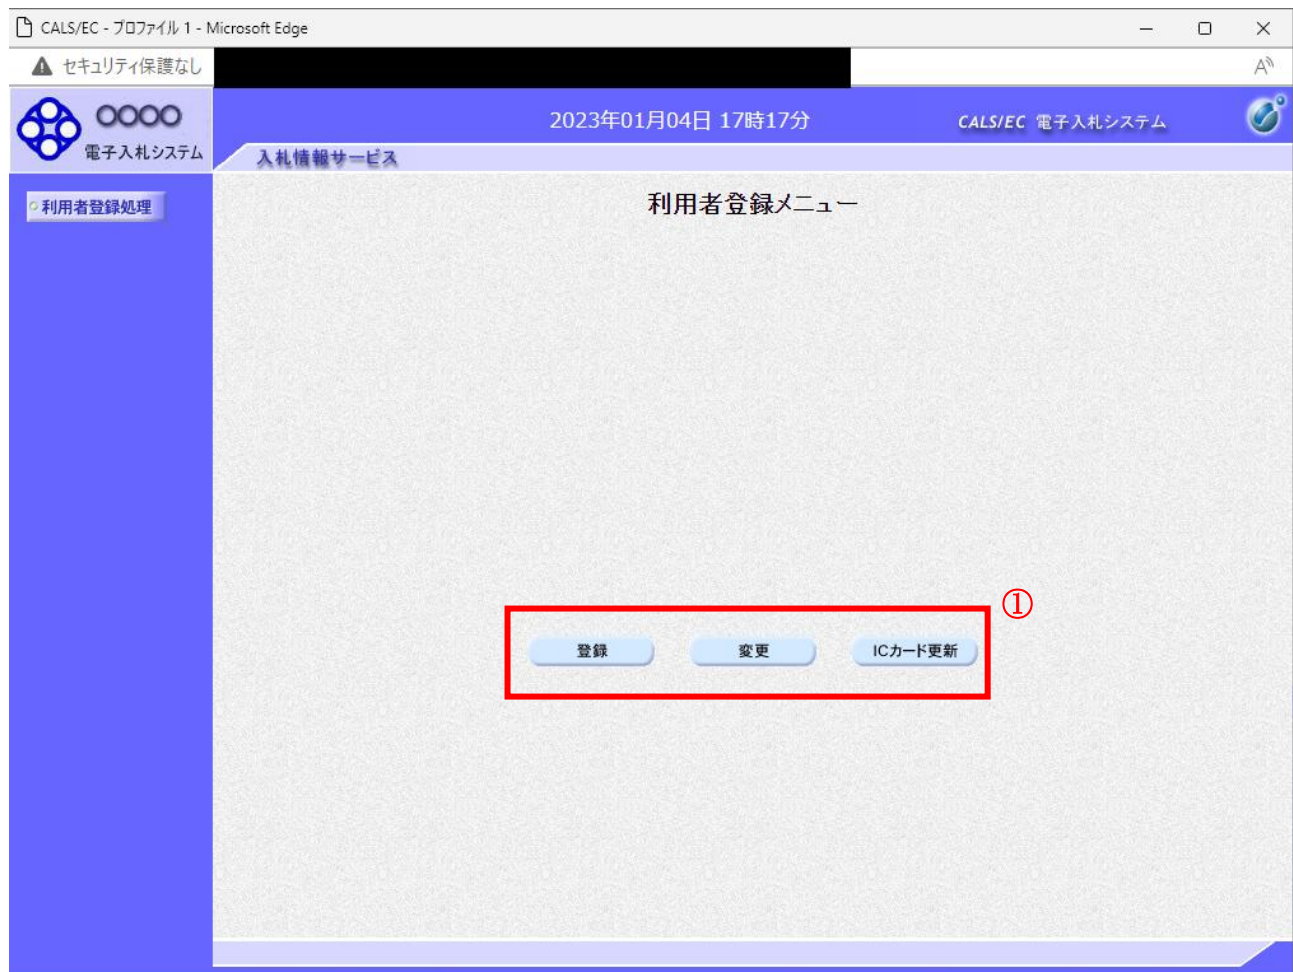 CALS/EC - プロファイル 1 - Microsoft Edge
セキュリティ保護なし
○○○○
電子入札システム
2023年01月04日 17時17分
CALS/EC 電子入札システム
入札情報サービス
利用者登録処理
利用者登録メニュー
①
登録 変更 ICカード更新